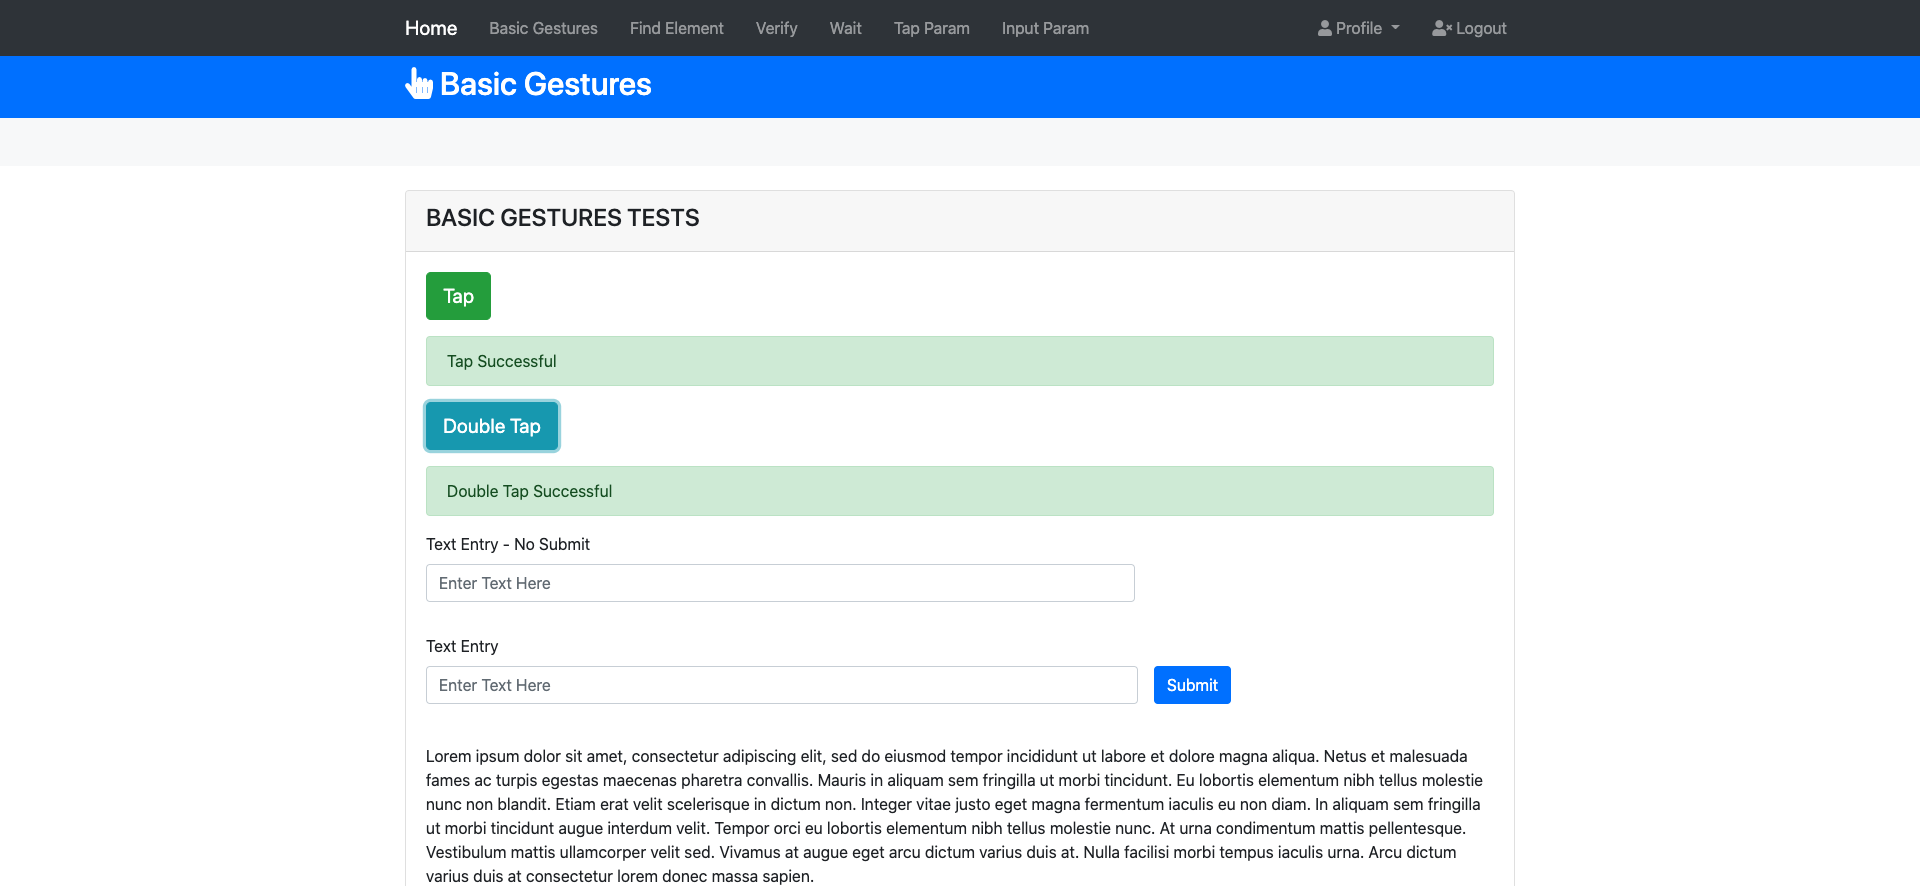 Home Basic Gestures Find Element Verify Wait Tap Param Input Param Profile Logout
Basic Gestures
BASIC GESTURES TESTS
Tap
Tap Successful
Double Tap
Double Tap Successful
Text Entry - No Submit
Enter Text Here
Text Entry
Enter Text Here Submit
Lorem ipsum dolor sit amet, consectetur adipiscing elit, sed do eiusmod tempor incididunt ut labore et dolore magna aliqua. Netus et malesuada
fames ac turpis egestas maecenas pharetra convallis. Mauris in aliquam sem fringilla ut morbi tincidunt. Eu lobortis elementum nibh tellus molestie
nunc non blandit. Etiam erat velit scelerisque in dictum non. Integer vitae justo eget magna fermentum iaculis eu non diam. In aliquam sem fringilla
ut morbi tincidunt augue interdum velit. Tempor orci eu lobortis elementum nibh tellus molestie nunc. At urna condimentum mattis pellentesque.
Vestibulum mattis ullamcorper velit sed. Vivamus at augue eget arcu dictum varius duis at. Nulla facilisi morbi tempus iaculis urna. Arcu dictum
varius duis at consectetur lorem donec massa sapien.